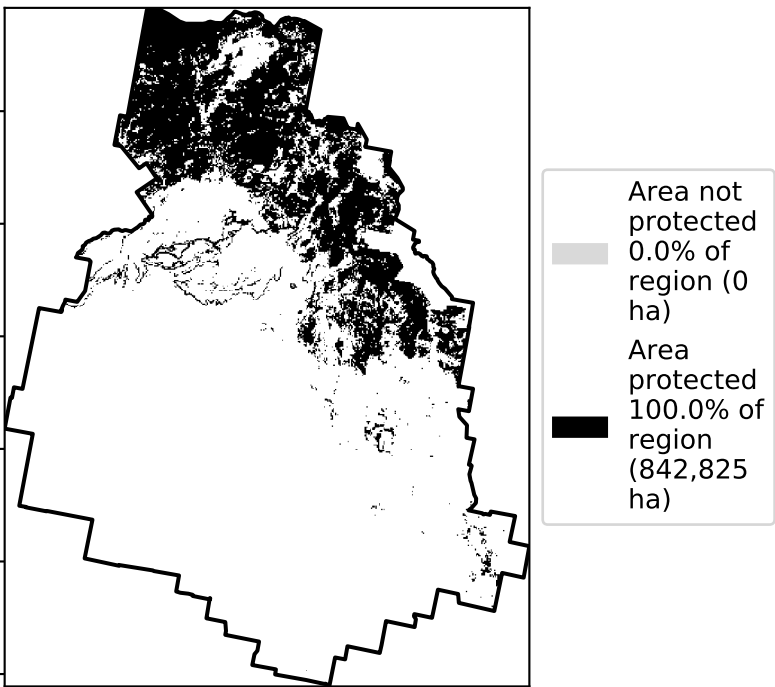 Area not
protected
0.0% of
region (0
ha)
Area
protected
100.0% of
region
(842,825
ha)